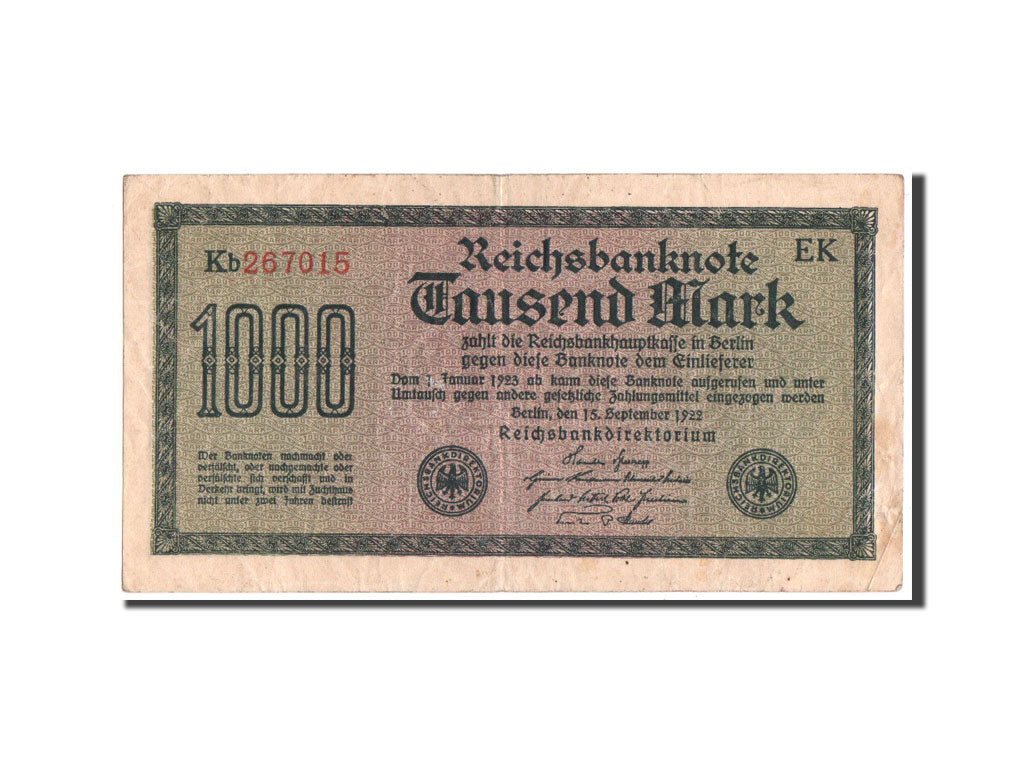 Kb267015
EK
Reichsbanknote
Tausend Mark
1000
zahlt die Reichsbankhauptkasse in Berlin
gegen diese Banknote dem Einlieferer
Vom 1. Januar 1923 ab kann diese Banknote aufgerufen und unter
Umtausch gegen andere gesetzliche Zahlungsmittel eingezogen werden
Berlin, den 15. September 1922
Reichsbankdirektorium
Wer Banknoten nachmacht oder
verfälscht, oder nachgemachte oder
verfälschte sich verschafft und in
Verkehr bringt, wird mit Zuchthaus
nicht unter zwei Jahren bestraft
REICHSBANKDIREKTORIUM
REICHSBANKDIREKTORIUM